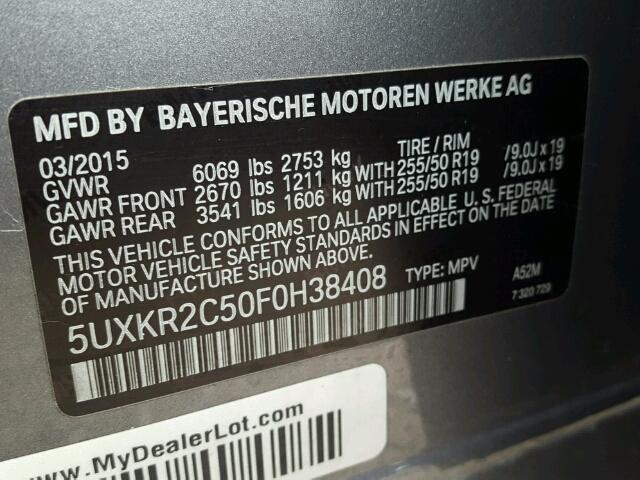 MFD BY BAYERISCHE MOTOREN WERKE AG
03/2015 TIRE / RIM
GVWR 6069 lbs 2753 kg
GAWR FRONT 2670 lbs 1211 kg WITH 255/50 R19 /9.0J x 19
GAWR REAR 3541 lbs 1606 kg WITH 255/50 R19 /9.0J x 19
THIS VEHICLE CONFORMS TO ALL APPLICABLE U. S. FEDERAL
MOTOR VEHICLE SAFETY STANDARDS IN EFFECT ON THE DATE
OF MANUFACTURE SHOWN ABOVE.
5UXKR2C50F0H38408 TYPE: MPV A52M
7 320 729
www.MyDealerLot.com